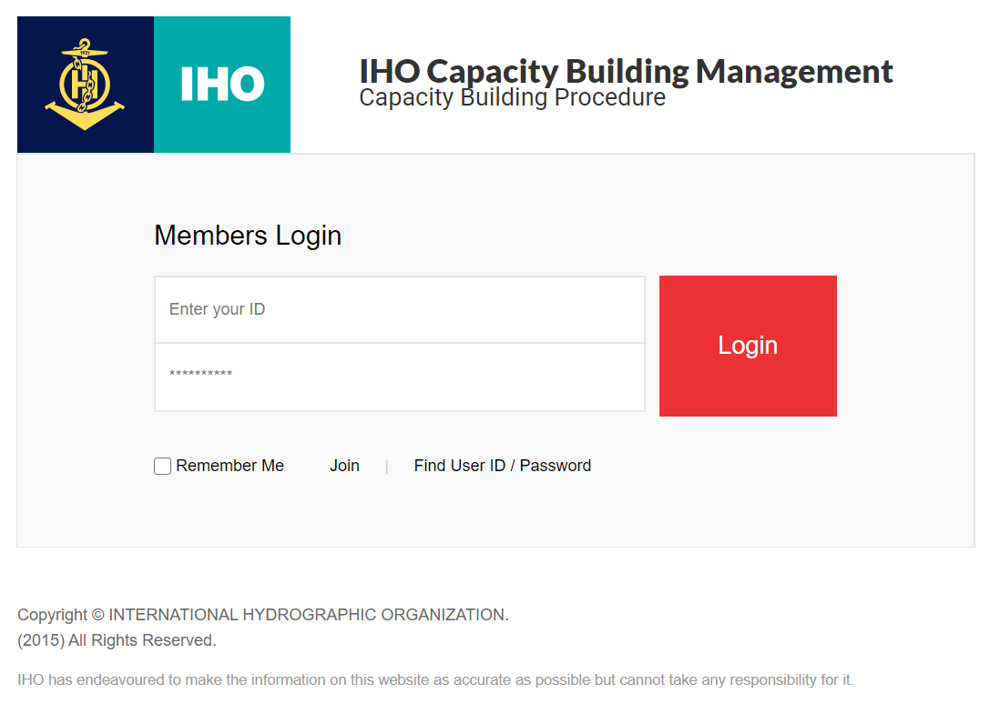 1921
H
IHO
IHO Capacity Building Management
Capacity Building Procedure
Members Login
Enter your ID
**********
Login
Remember Me Join | Find User ID / Password
Copyright © INTERNATIONAL HYDROGRAPHIC ORGANIZATION.
(2015) All Rights Reserved.
IHO has endeavoured to make the information on this website as accurate as possible but cannot take any responsibility for it.